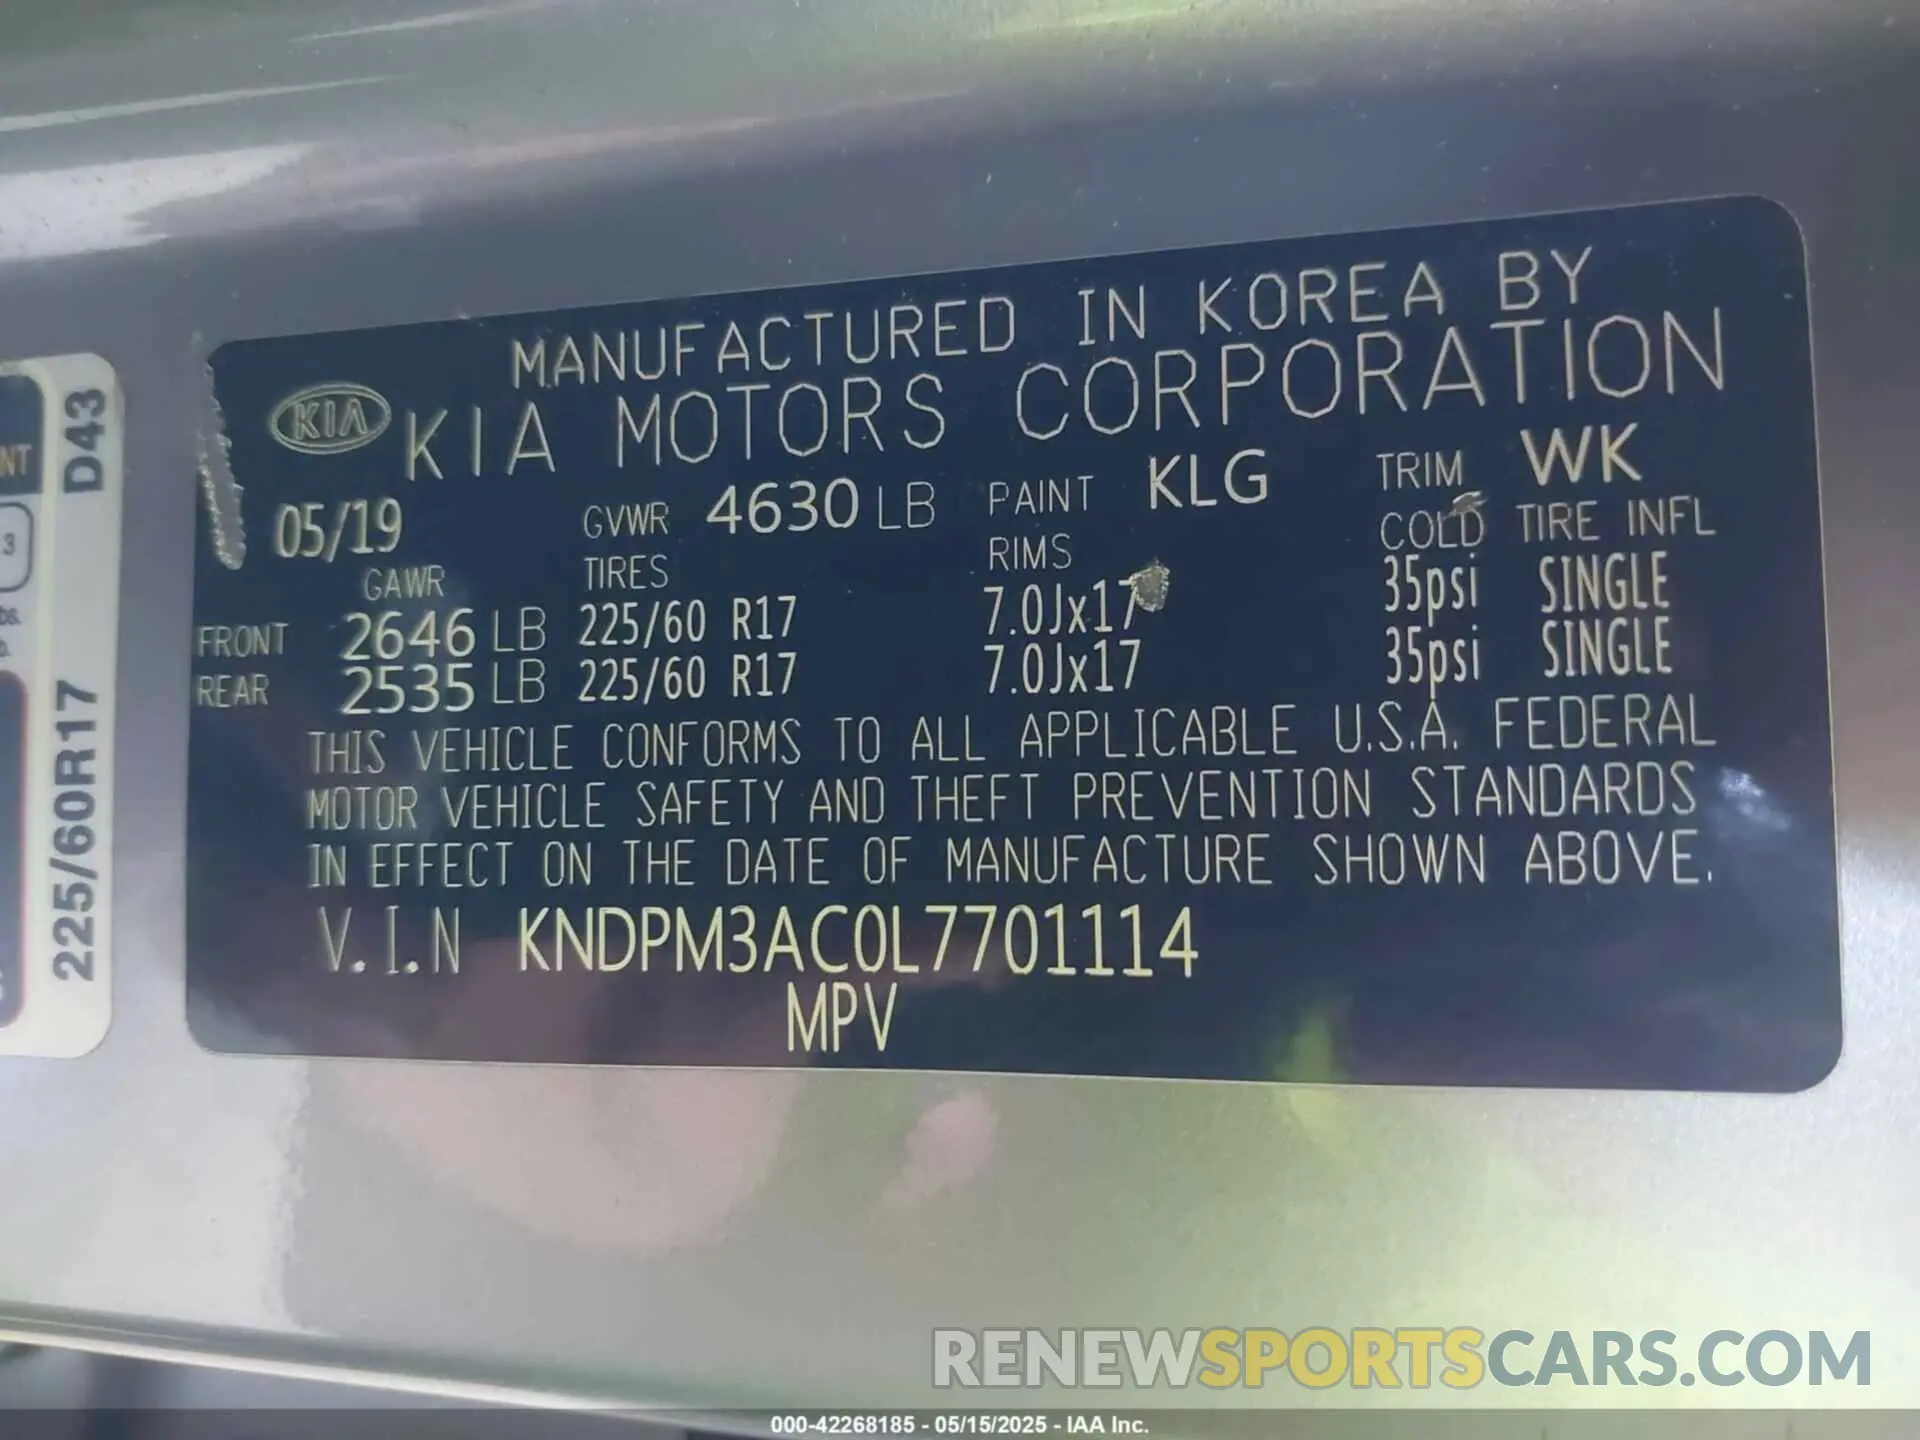 MANUFACTURED IN KOREA BY
KIA KIA MOTORS CORPORATION
05/19 GVWR 4630 LB PAINT KLG TRIM WK
GAWR TIRES RIMS COLD TIRE INFL
FRONT 2646 LB 225/60 R17 7.0Jx17 35psi SINGLE
REAR 2535 LB 225/60 R17 7.0Jx17 35psi SINGLE
THIS VEHICLE CONFORMS TO ALL APPLICABLE U.S.A. FEDERAL
MOTOR VEHICLE SAFETY AND THEFT PREVENTION STANDARDS
IN EFFECT ON THE DATE OF MANUFACTURE SHOWN ABOVE.
V.I.N KNDPM3AC0L7701114
MPV
225/60R17 D43
3
RENEWSPORTSCARS.COM
000-42268185 - 05/15/2025 - IAA Inc.